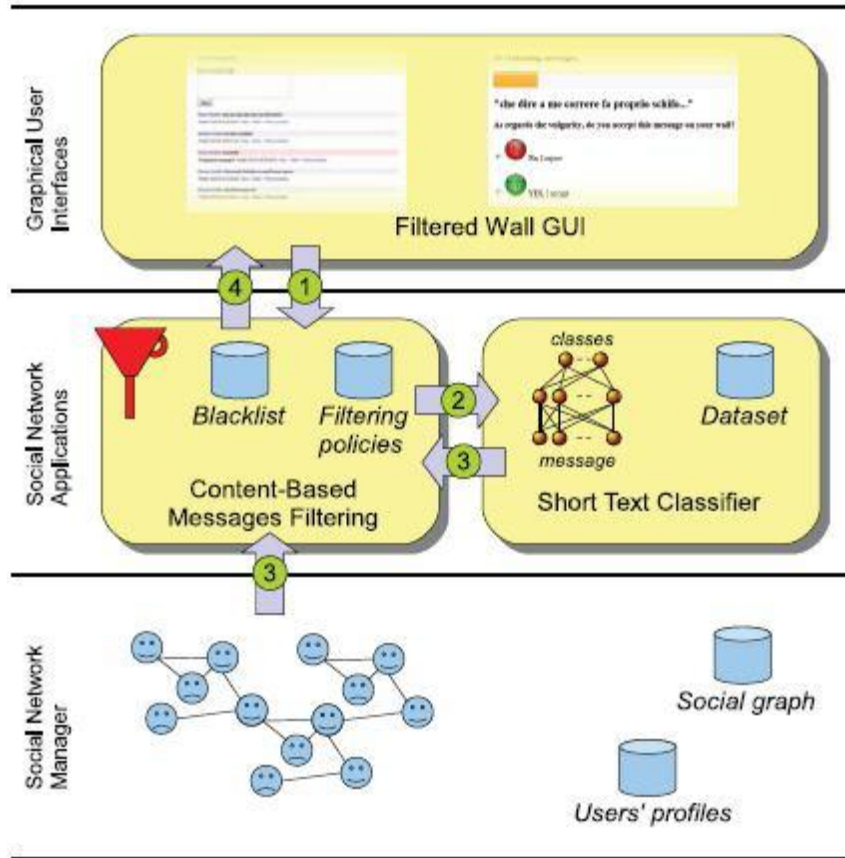 Graphical User
Interfaces
"che dire a me correre fa proprio schifo..."
As regards the vulgarity, do you accept this message on your wall?
YES, I accept
Filtered Wall GUI
4
1
Social Network
Applications
Blacklist
Filtering
policies
Content-Based
Messages Filtering
2
3
classes
message
Dataset
Short Text Classifier
3
Social Network
Manager
Social graph
Users' profiles